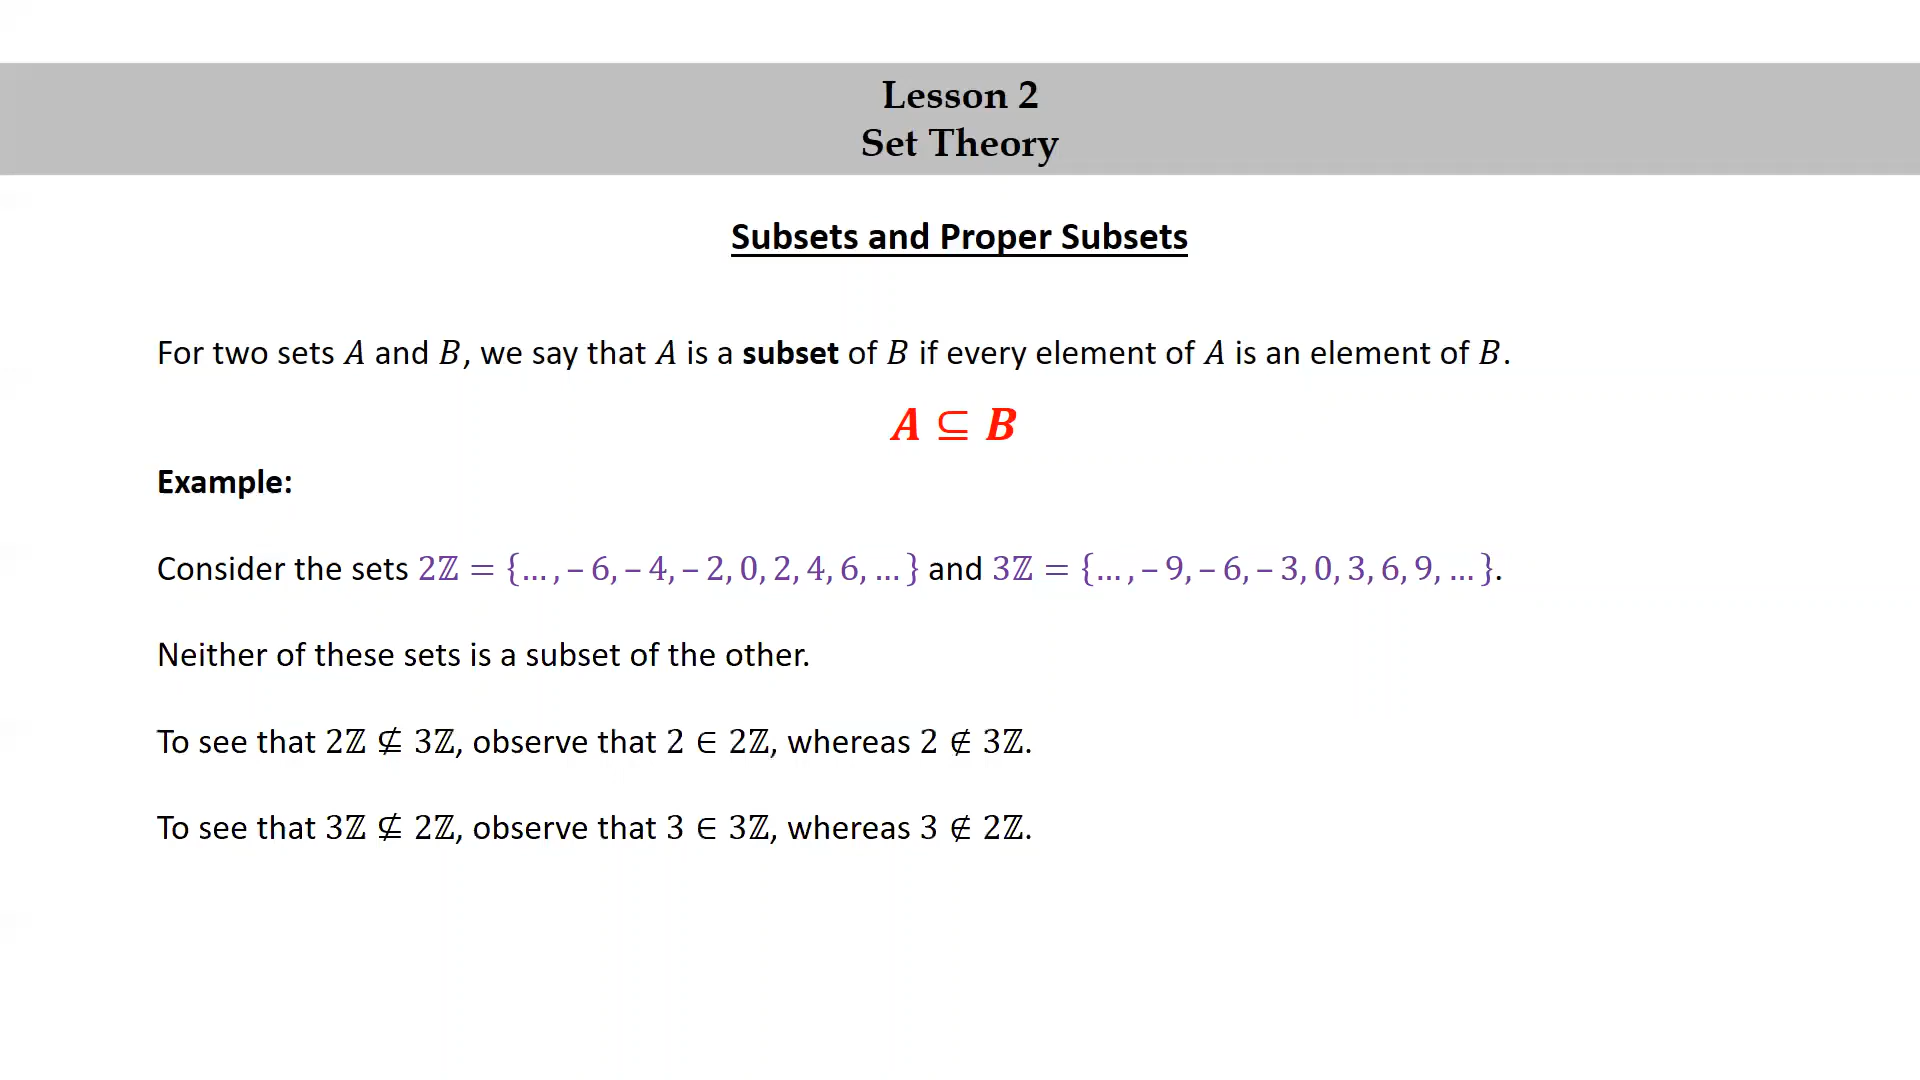 Lesson 2
Set Theory
Subsets and Proper Subsets
For two sets A and B, we say that A is a subset of B if every element of A is an element of B.
A ⊆ B
Example:
Consider the sets 2ℤ = {… , – 6, – 4, – 2, 0, 2, 4, 6, … } and 3ℤ = {… , – 9, – 6, – 3, 0, 3, 6, 9, … }.
Neither of these sets is a subset of the other.
To see that 2ℤ ⊈ 3ℤ, observe that 2 ∈ 2ℤ, whereas 2 ∉ 3ℤ.
To see that 3ℤ ⊈ 2ℤ, observe that 3 ∈ 3ℤ, whereas 3 ∉ 2ℤ.